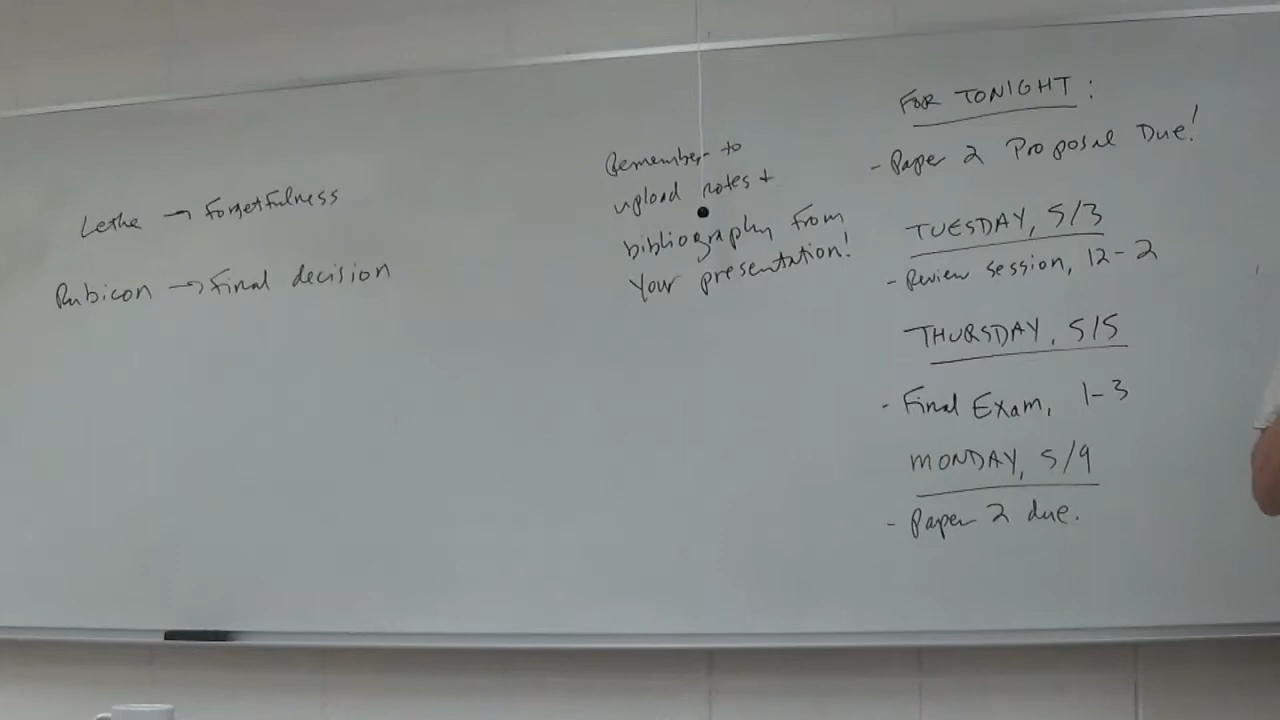 Lethe → Forgetfulness
Rubicon → Final decision
Remember to
upload notes +
bibliography from
your presentation!
FOR TONIGHT:
- Paper 2 Proposal Due!
TUESDAY, 5/3
- Review session, 12-2
THURSDAY, 5/5
- Final Exam, 1-3
MONDAY, 5/9
- Paper 2 due.